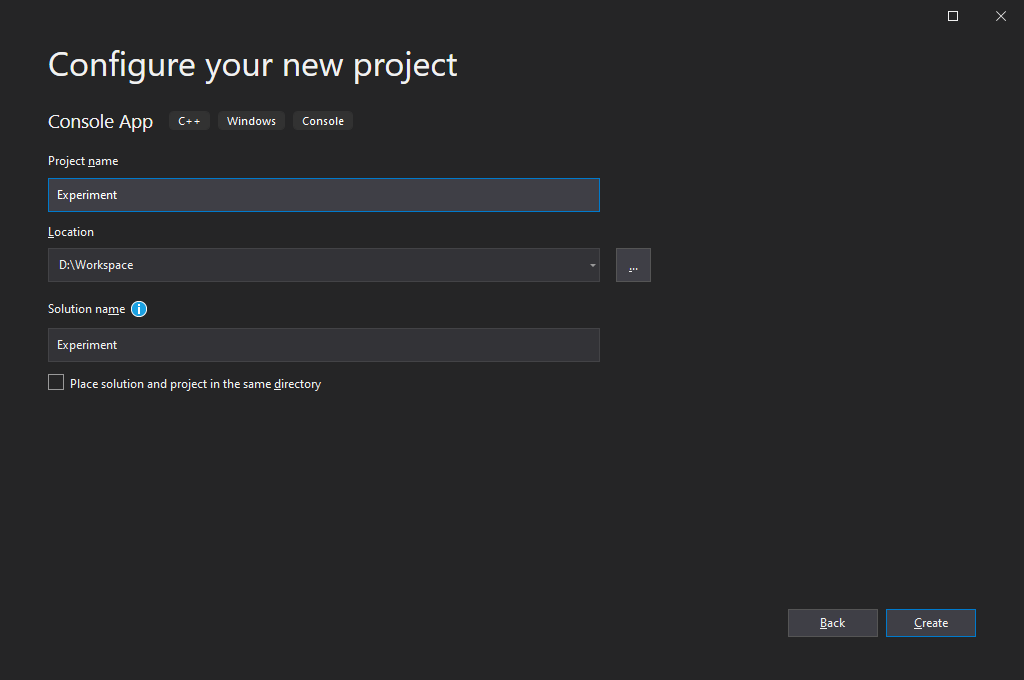 Configure your new project
Console App C++ Windows Console
Project name
Experiment
Location
D:\Workspace
...
Solution name
Experiment
Place solution and project in the same directory
Back Create